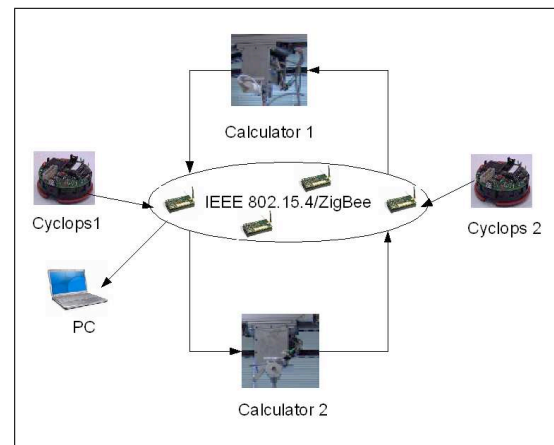 Calculator 1
IEEE 802.15.4/ZigBee
Cyclops1
Cyclops 2
PC
Calculator 2